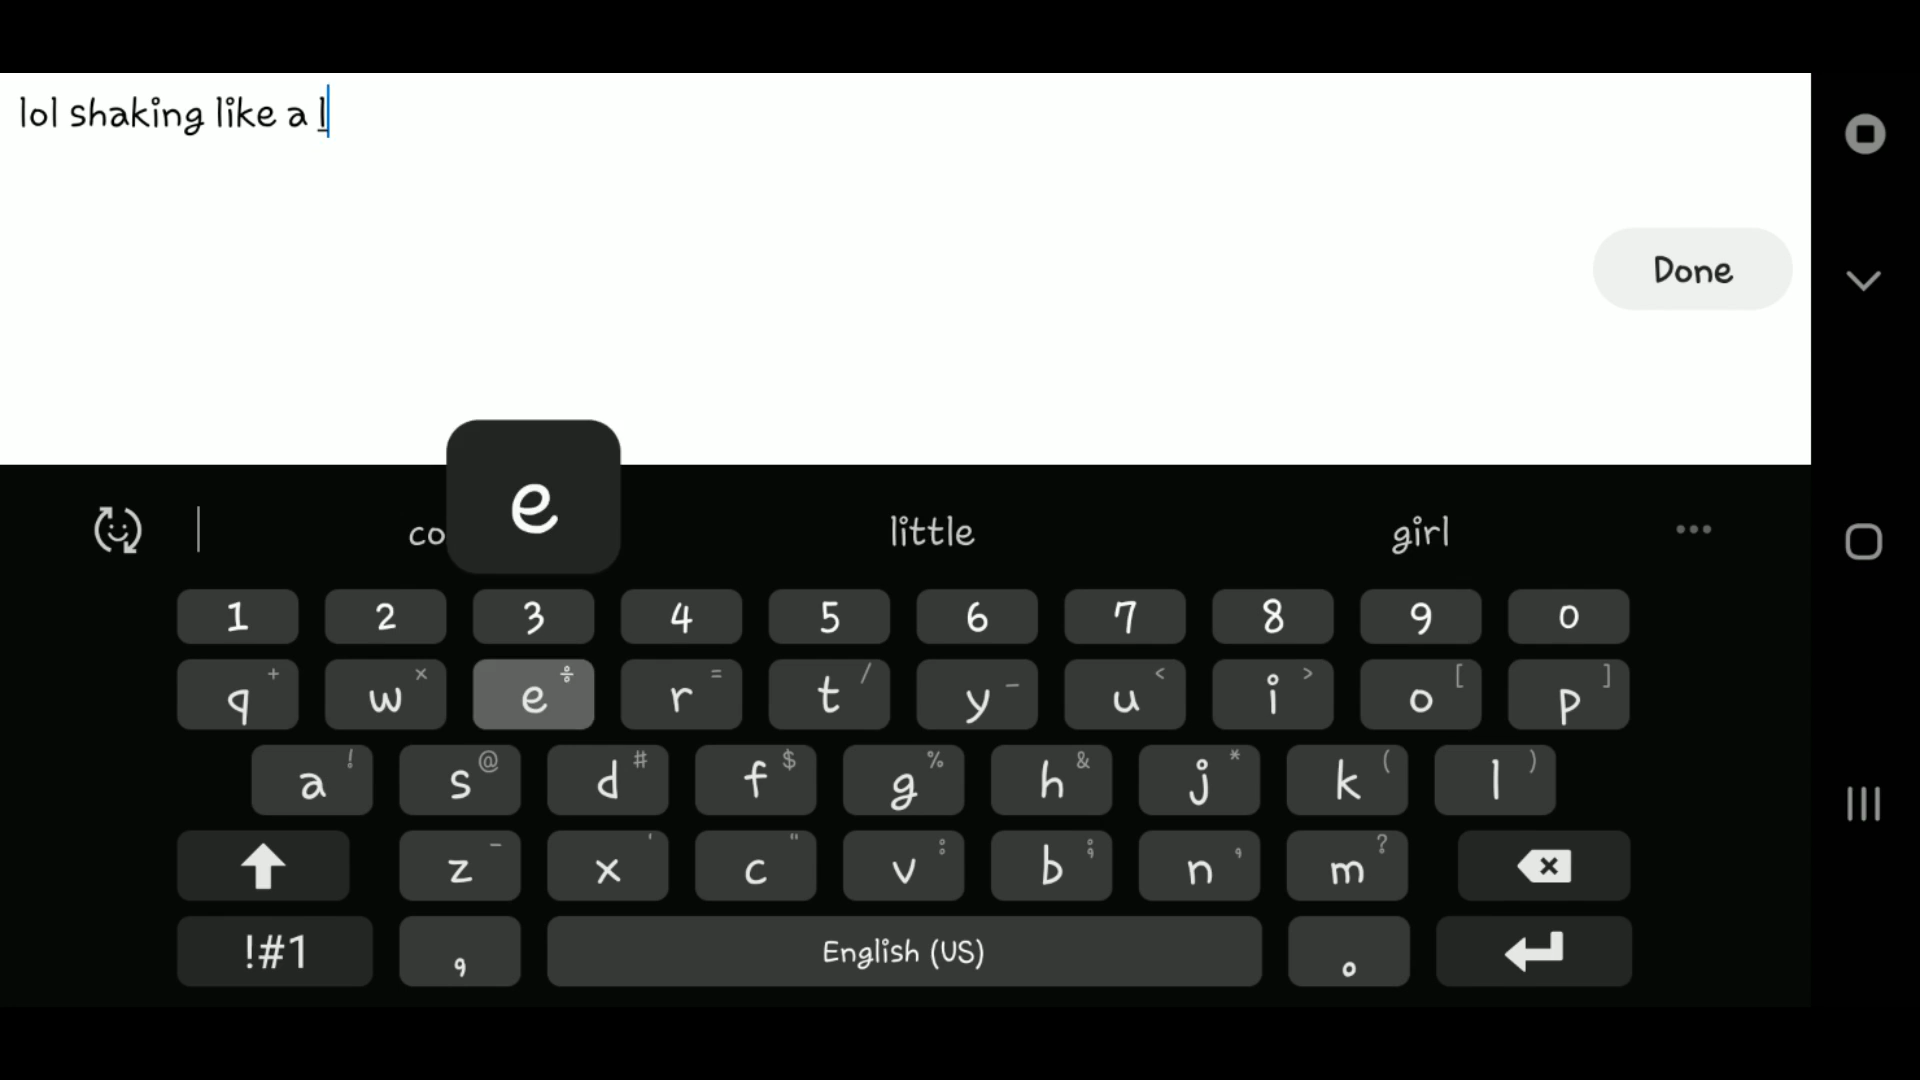 lol shaking like a l
Done
e
little girl
1 2 3 4 5 6 7 8 9 0
q + w × e ÷ r = t / y _ u < i > o [ p ]
a ! s @ d # f $ g % h & j * k ( l )
z - x ' c " v : b ; n , m ?
!#1 , English (US) .